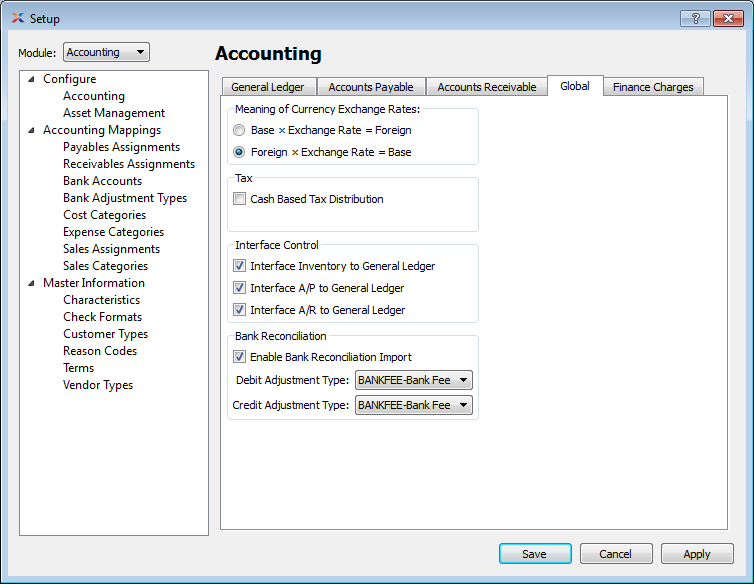 Setup
Module: Accounting
Configure
Accounting
Asset Management
Accounting Mappings
Payables Assignments
Receivables Assignments
Bank Accounts
Bank Adjustment Types
Cost Categories
Expense Categories
Sales Assignments
Sales Categories
Master Information
Characteristics
Check Formats
Customer Types
Reason Codes
Terms
Vendor Types
Accounting
General Ledger Accounts Payable Accounts Receivable Global Finance Charges
Meaning of Currency Exchange Rates:
Base × Exchange Rate = Foreign
Foreign × Exchange Rate = Base
Tax
Cash Based Tax Distribution
Interface Control
Interface Inventory to General Ledger
Interface A/P to General Ledger
Interface A/R to General Ledger
Bank Reconciliation
Enable Bank Reconciliation Import
Debit Adjustment Type: BANKFEE-Bank Fee
Credit Adjustment Type: BANKFEE-Bank Fee
Save Cancel Apply